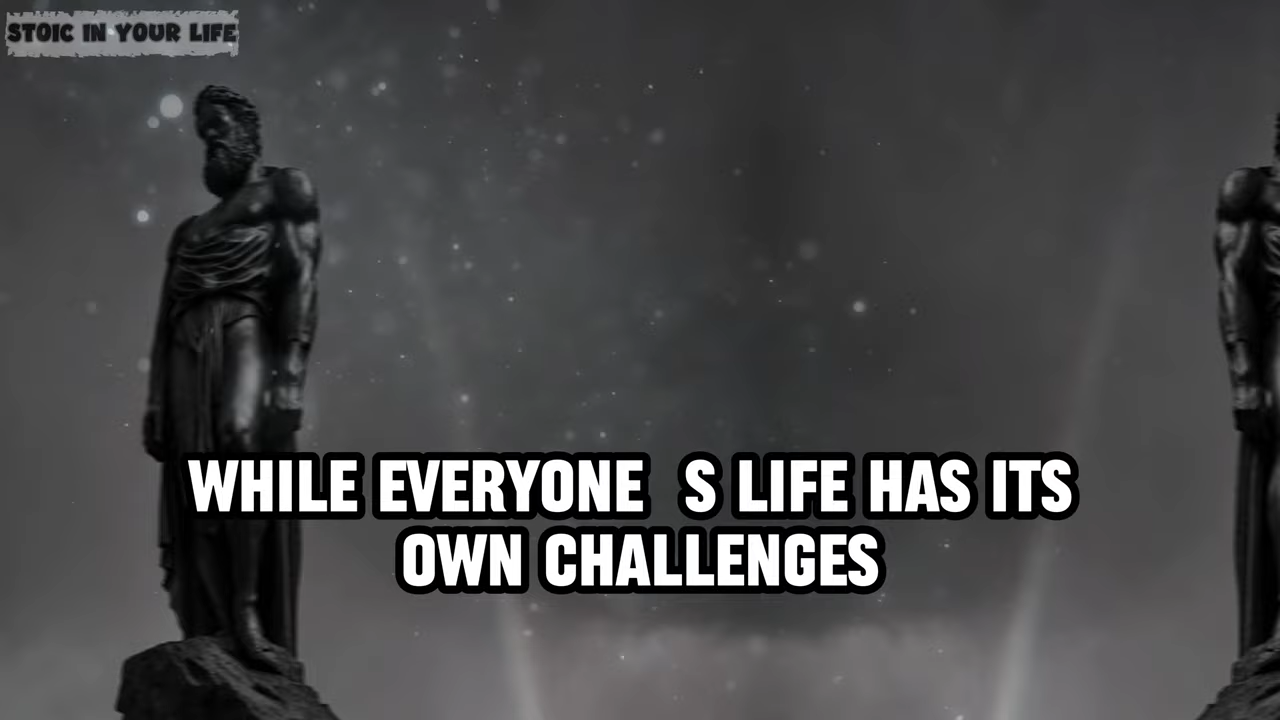 STOIC IN YOUR LIFE
WHILE EVERYONE S LIFE HAS ITS
OWN CHALLENGES